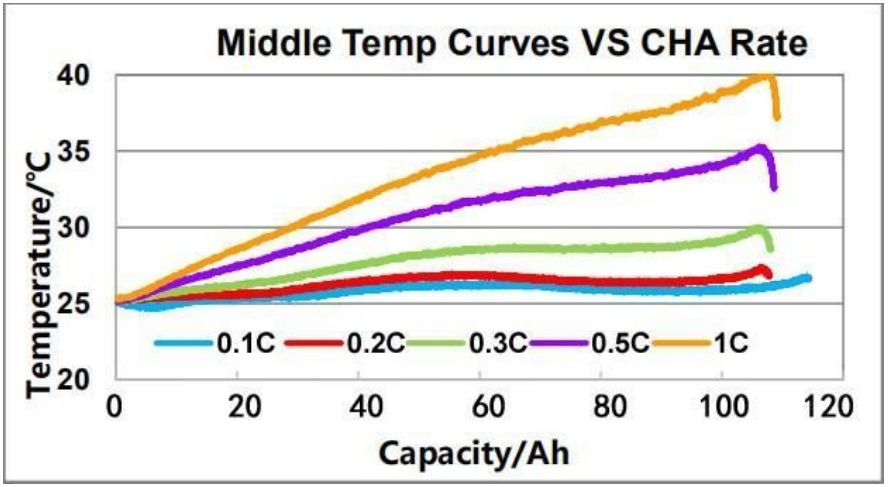 Middle Temp Curves VS CHA Rate
Temperature/℃
40
35
30
25
20
0.1C 0.2C 0.3C 0.5C 1C
0 20 40 60 80 100 120
Capacity/Ah